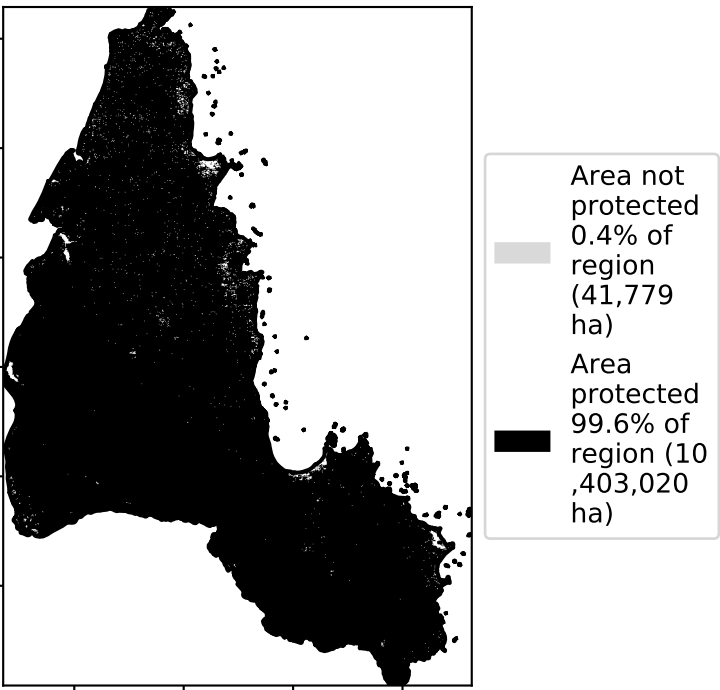 Area not
protected
0.4% of
region
(41,779
ha)
Area
protected
99.6% of
region (10
,403,020
ha)